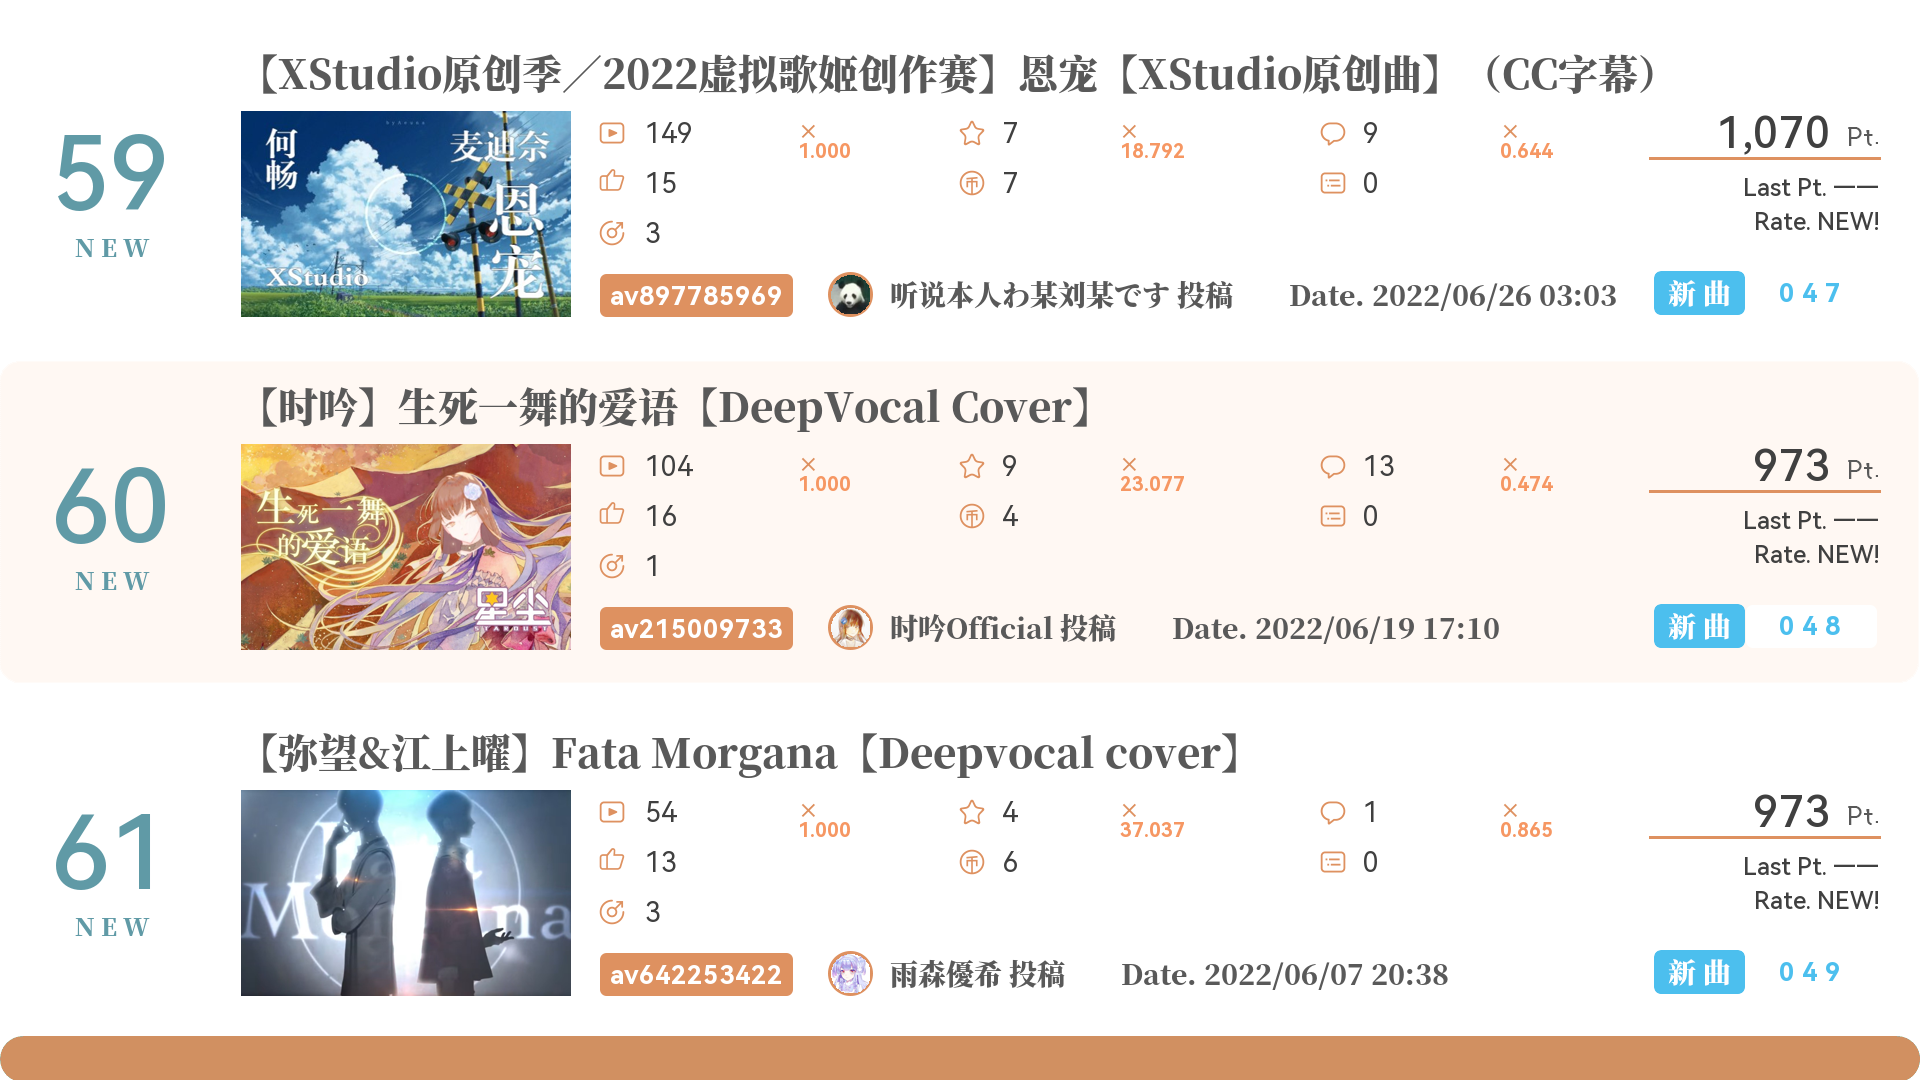 【XStudio原创季／2022虚拟歌姬创作赛】恩宠【XStudio原创曲】（CC字幕）
59
NEW
何畅
麦迪奈
恩宠
XStudio
149
×
1.000
7
×
18.792
9
×
0.644
1,070 Pt.
15
7
0
Last Pt. ——
3
Rate. NEW!
av897785969
听说本人わ某刘某です 投稿
Date. 2022/06/26 03:03
新曲
047
【时吟】生死一舞的爱语【DeepVocal Cover】
60
NEW
生死一舞
的爱语
星尘
STARDUST
104
×
1.000
9
×
23.077
13
×
0.474
973 Pt.
16
4
0
Last Pt. ——
1
Rate. NEW!
av215009733
时吟Official 投稿
Date. 2022/06/19 17:10
新曲
048
【弥望&江上曜】Fata Morgana【Deepvocal cover】
61
NEW
54
×
1.000
4
×
37.037
1
×
0.865
973 Pt.
13
6
0
Last Pt. ——
3
Rate. NEW!
av642253422
雨森優希 投稿
Date. 2022/06/07 20:38
新曲
049